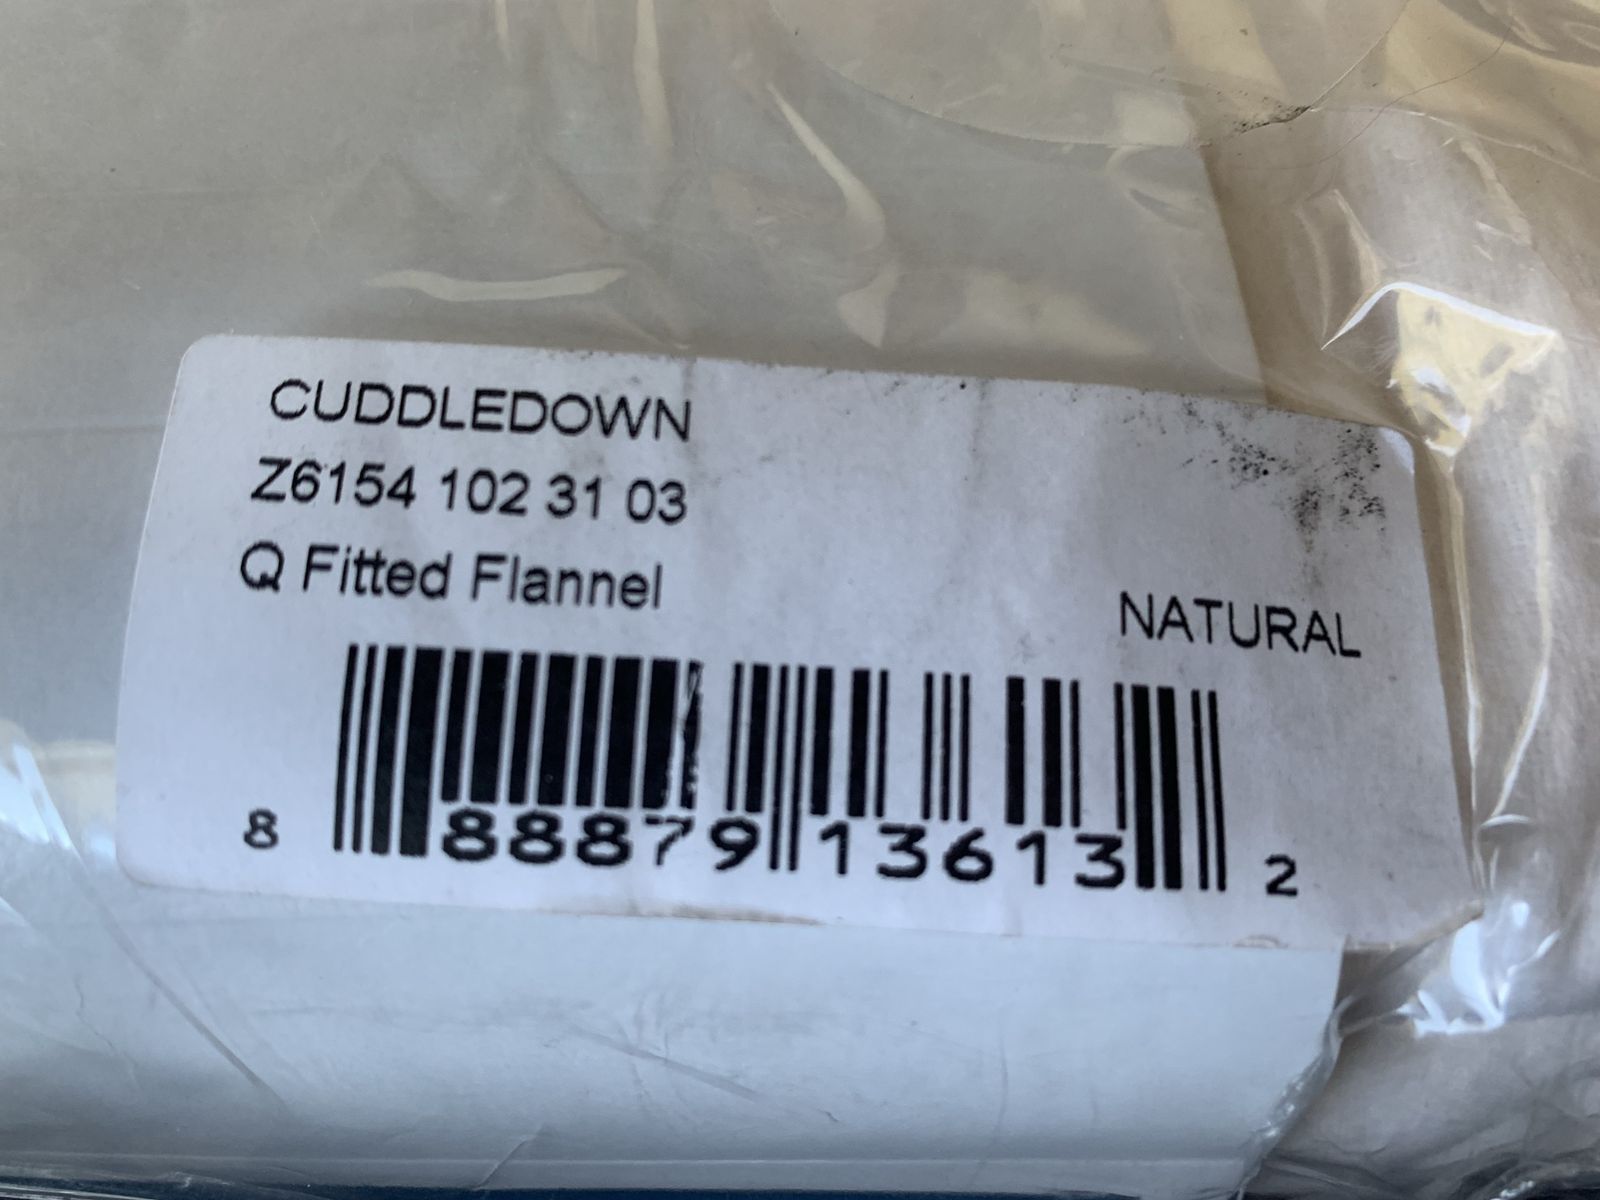 CUDDLEDOWN
Z6154 102 31 03
Q Fitted Flannel
NATURAL
8 88879 13613 2